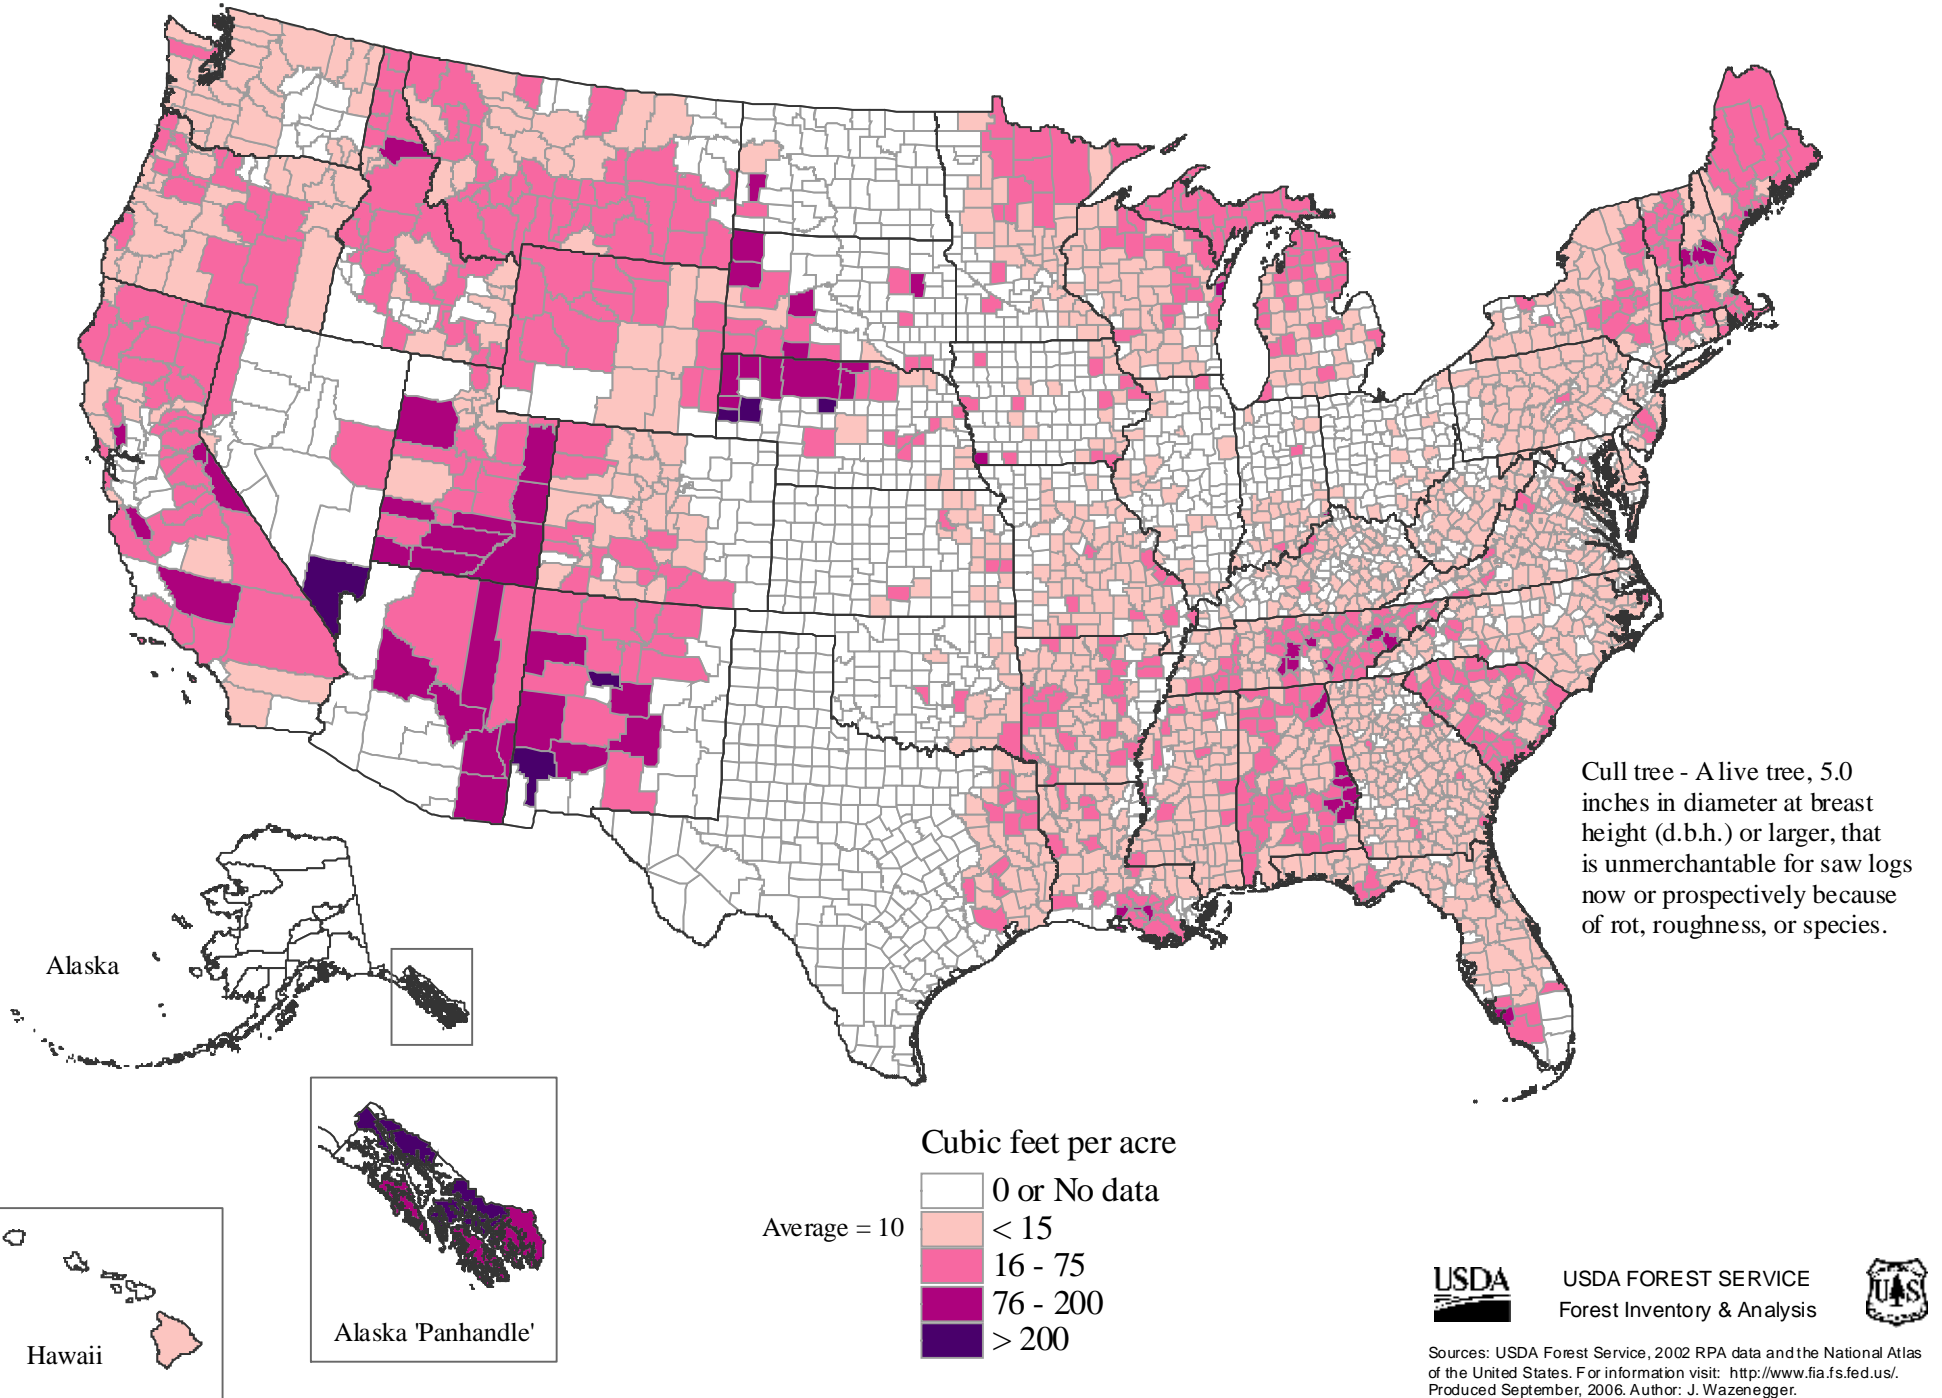 Cull tree - A live tree, 5.0
inches in diameter at breast
height (d.b.h.) or larger, that
is unmerchantable for saw logs
now or prospectively because
of rot, roughness, or species.
Alaska
Alaska 'Panhandle'
Hawaii
Cubic feet per acre
0 or No data
Average = 10
< 15
16 - 75
76 - 200
> 200
USDA
USDA FOREST SERVICE
Forest Inventory & Analysis
U S
Sources: USDA Forest Service, 2002 RPA data and the National Atlas
of the United States. For information visit: http://www.fia.fs.fed.us/.
Produced September, 2006. Author: J. Wazenegger.